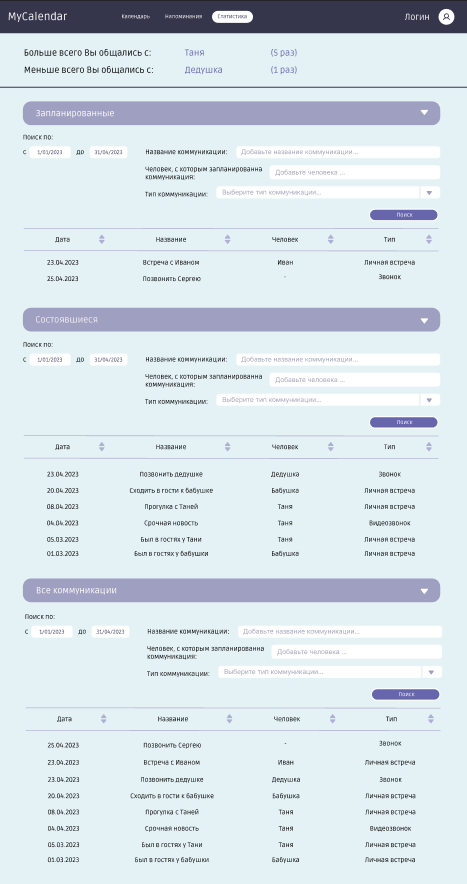 MyCalendar
Календарь Напоминания Статистика
Логин
Больше всего Вы общались с: Таня (5 раз)
Меньше всего Вы общались с: Дедушка (1 раз)
Запланированные
Поиск по:
с 1/01/2023 до 31/04/2023
Название коммуникации: Добавьте название коммуникации...
Человек, с которым запланированна
коммуникация: Добавьте человека ...
Тип коммуникации: Выберите тип коммуникации...
Поиск
Дата Название Человек Тип
23.04.2023 Встреча с Иваном Иван Личная встреча
25.04.2023 Позвонить Сергею - Звонок
Состоявшиеся
Поиск по:
с 1/01/2023 до 31/04/2023
Название коммуникации: Добавьте название коммуникации...
Человек, с которым запланированна
коммуникация: Добавьте человека ...
Тип коммуникации: Выберите тип коммуникации...
Поиск
Дата Название Человек Тип
23.04.2023 Позвонить дедушке Дедушка Звонок
20.04.2023 Сходить в гости к бабушке Бабушка Личная встреча
08.04.2023 Прогулка с Таней Таня Личная встреча
04.04.2023 Срочная новость Таня Видеозвонок
05.03.2023 Был в гостях у Тани Таня Личная встреча
01.03.2023 Был в гостях у бабушки Бабушка Личная встреча
Все коммуникации
Поиск по:
с 1/01/2023 до 31/04/2023
Название коммуникации: Добавьте название коммуникации...
Человек, с которым запланированна
коммуникация: Добавьте человека ...
Тип коммуникации: Выберите тип коммуникации...
Поиск
Дата Название Человек Тип
25.04.2023 Позвонить Сергею - Звонок
23.04.2023 Встреча с Иваном Иван Личная встреча
23.04.2023 Позвонить дедушке Дедушка Звонок
20.04.2023 Сходить в гости к бабушке Бабушка Личная встреча
08.04.2023 Прогулка с Таней Таня Личная встреча
04.04.2023 Срочная новость Таня Видеозвонок
05.03.2023 Был в гостях у Тани Таня Личная встреча
01.03.2023 Был в гостях у бабушки Бабушка Личная встреча